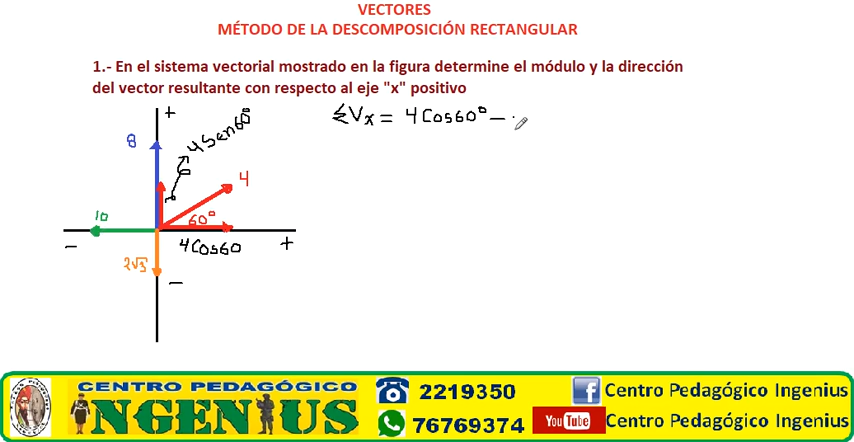 VECTORES
MÉTODO DE LA DESCOMPOSICIÓN RECTANGULAR
1.- En el sistema vectorial mostrado en la figura determine el módulo y la dirección
del vector resultante con respecto al eje "x" positivo
+
ΣVx = 4Cos60° -
8
4Sen60°
4
10
60°
-
4Cos60
+
2√3
-
CENTRO PEDAGÓGICO
INGENIUS
2219350
76769374
f Centro Pedagógico Ingenius
You Tube Centro Pedagógico Ingenius